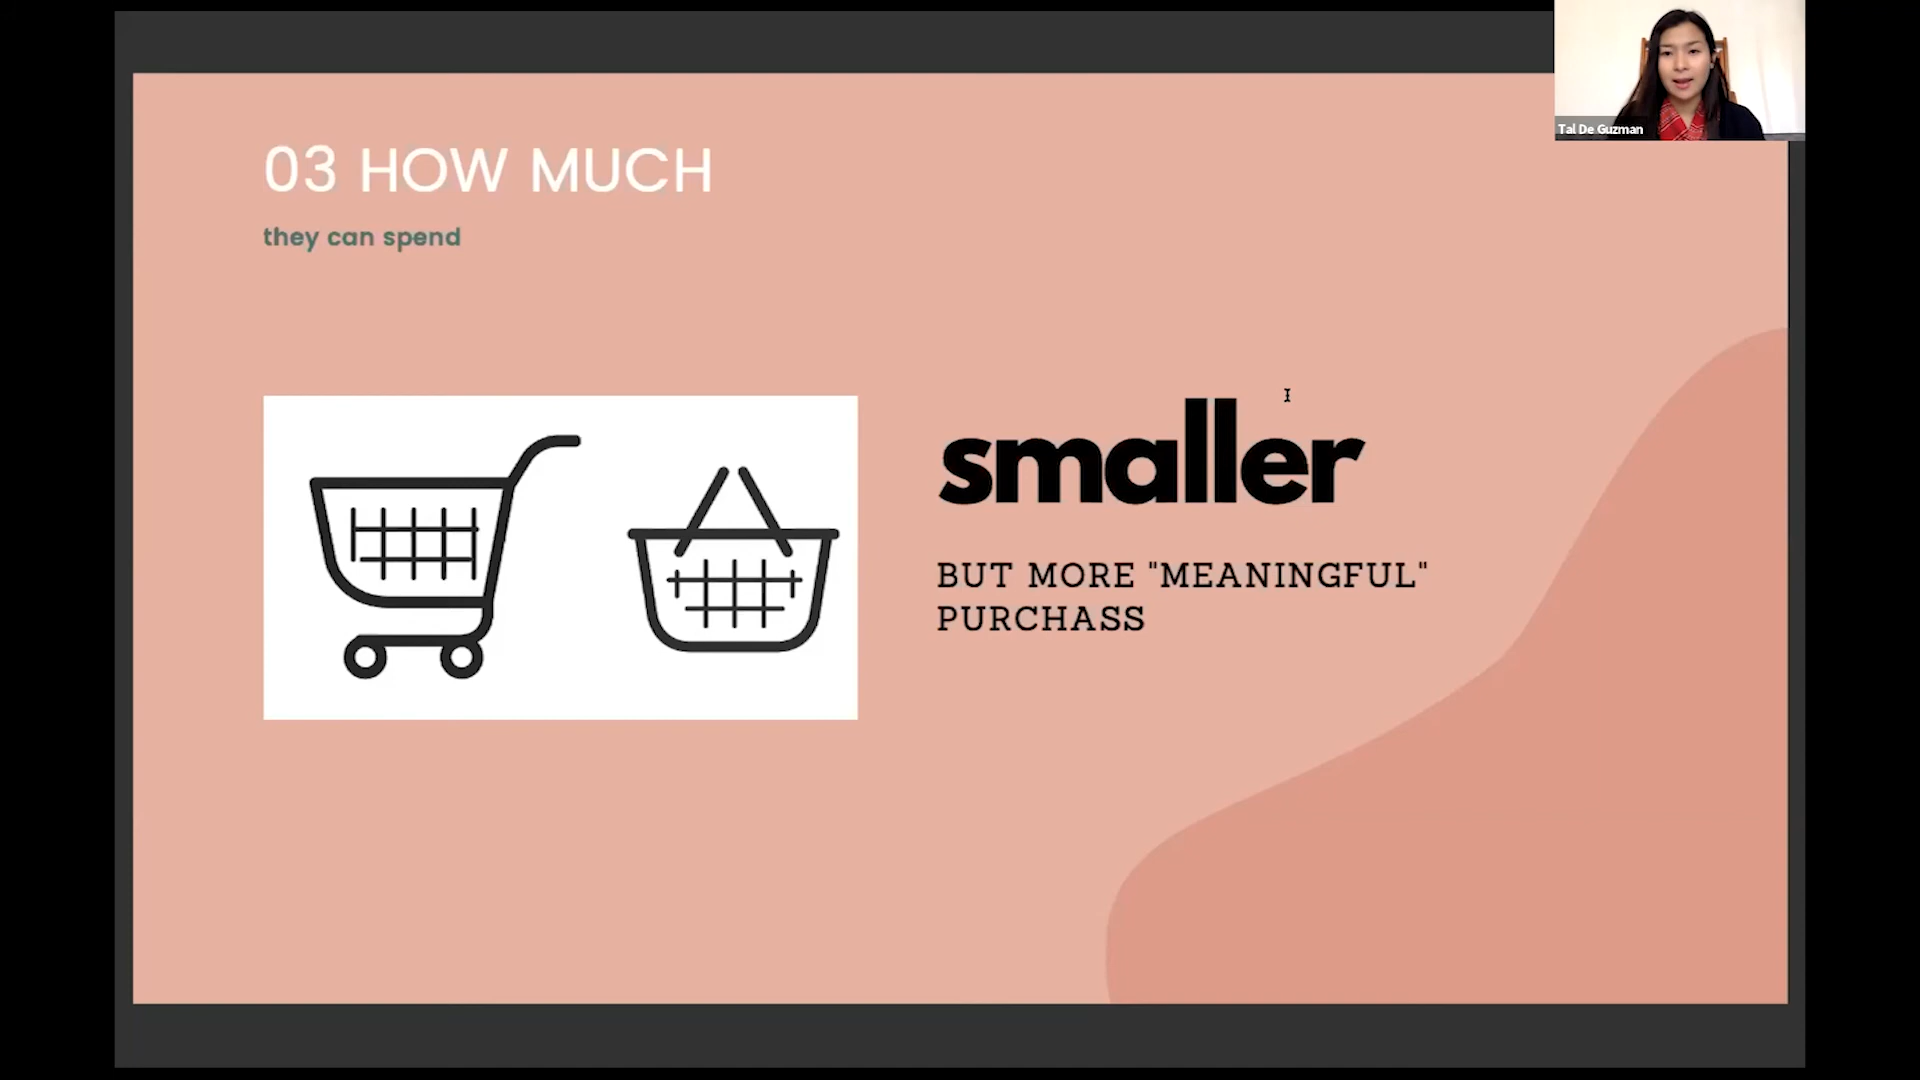 03 HOW MUCH
they can spend
smaller
BUT MORE "MEANINGFUL"
PURCHASS
Tal De Guzman